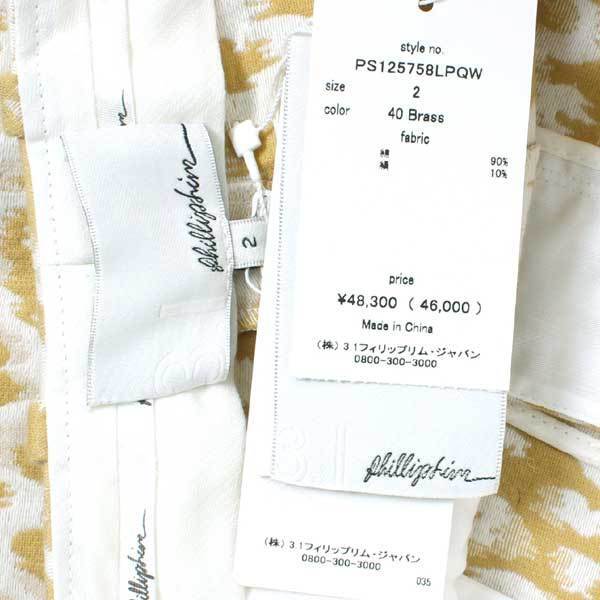 style no.
PS125758LPQW
size 2
color 40 Brass
fabric
綿 90%
絹 10%
price
¥48,300 ( 46,000 )
Made in China
(株) 3.1フィリップリム・ジャパン
0800-300-3000
phillip lim
2
31
phillip lim
(株) 3.1フィリップリム・ジャパン
0800-300-3000
035
phillip lim